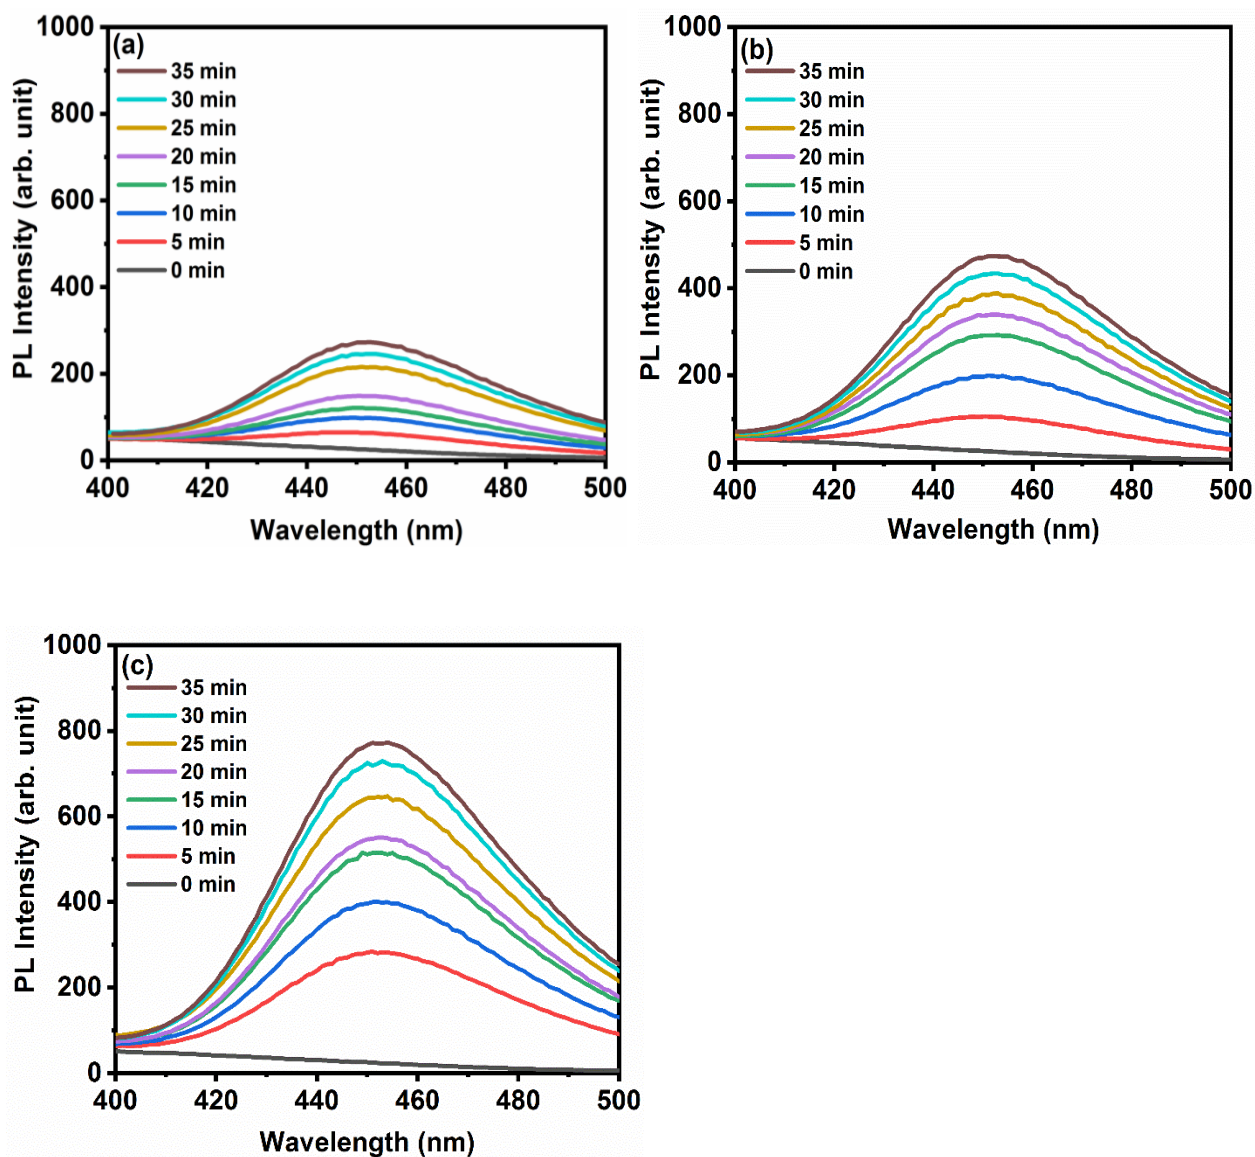 (a)
35 min
30 min
25 min
20 min
15 min
10 min
5 min
0 min
1000
800
600
400
200
0
PL Intensity (arb. unit)
400 420 440 460 480 500
Wavelength (nm)
(b)
35 min
30 min
25 min
20 min
15 min
10 min
5 min
0 min
1000
800
600
400
200
0
PL Intensity (arb. unit)
400 420 440 460 480 500
Wavelength (nm)
(c)
35 min
30 min
25 min
20 min
15 min
10 min
5 min
0 min
1000
800
600
400
200
0
PL Intensity (arb. unit)
400 420 440 460 480 500
Wavelength (nm)